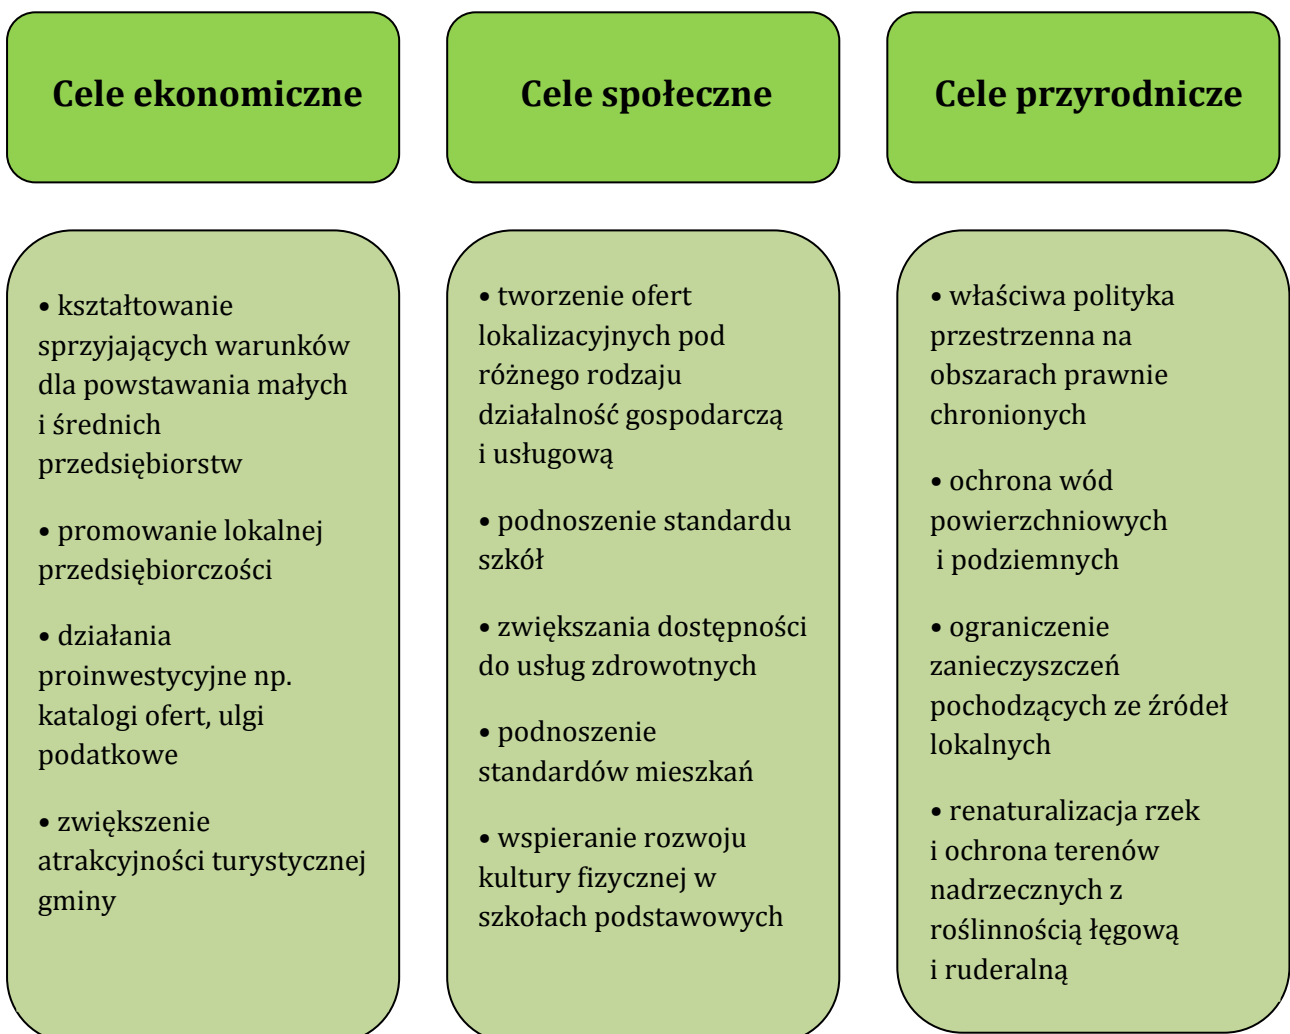 Cele ekonomiczne
• kształtowanie
sprzyjających warunków
dla powstawania małych
i średnich
przedsiębiorstw
• promowanie lokalnej
przedsiębiorczości
• działania
proinwestycyjne np.
katalogi ofert, ulgi
podatkowe
• zwiększenie
atrakcyjności turystycznej
gminy
Cele społeczne
• tworzenie ofert
lokalizacyjnych pod
różnego rodzaju
działalność gospodarczą
i usługową
• podnoszenie standardu
szkół
• zwiększania dostępności
do usług zdrowotnych
• podnoszenie
standardów mieszkań
• wspieranie rozwoju
kultury fizycznej w
szkołach podstawowych
Cele przyrodnicze
• właściwa polityka
przestrzenna na
obszarach prawnie
chronionych
• ochrona wód
powierzchniowych
i podziemnych
• ograniczenie
zanieczyszczeń
pochodzących ze źródeł
lokalnych
• renaturalizacja rzek
i ochrona terenów
nadrzecznych z
roślinnością łęgową
i ruderalną